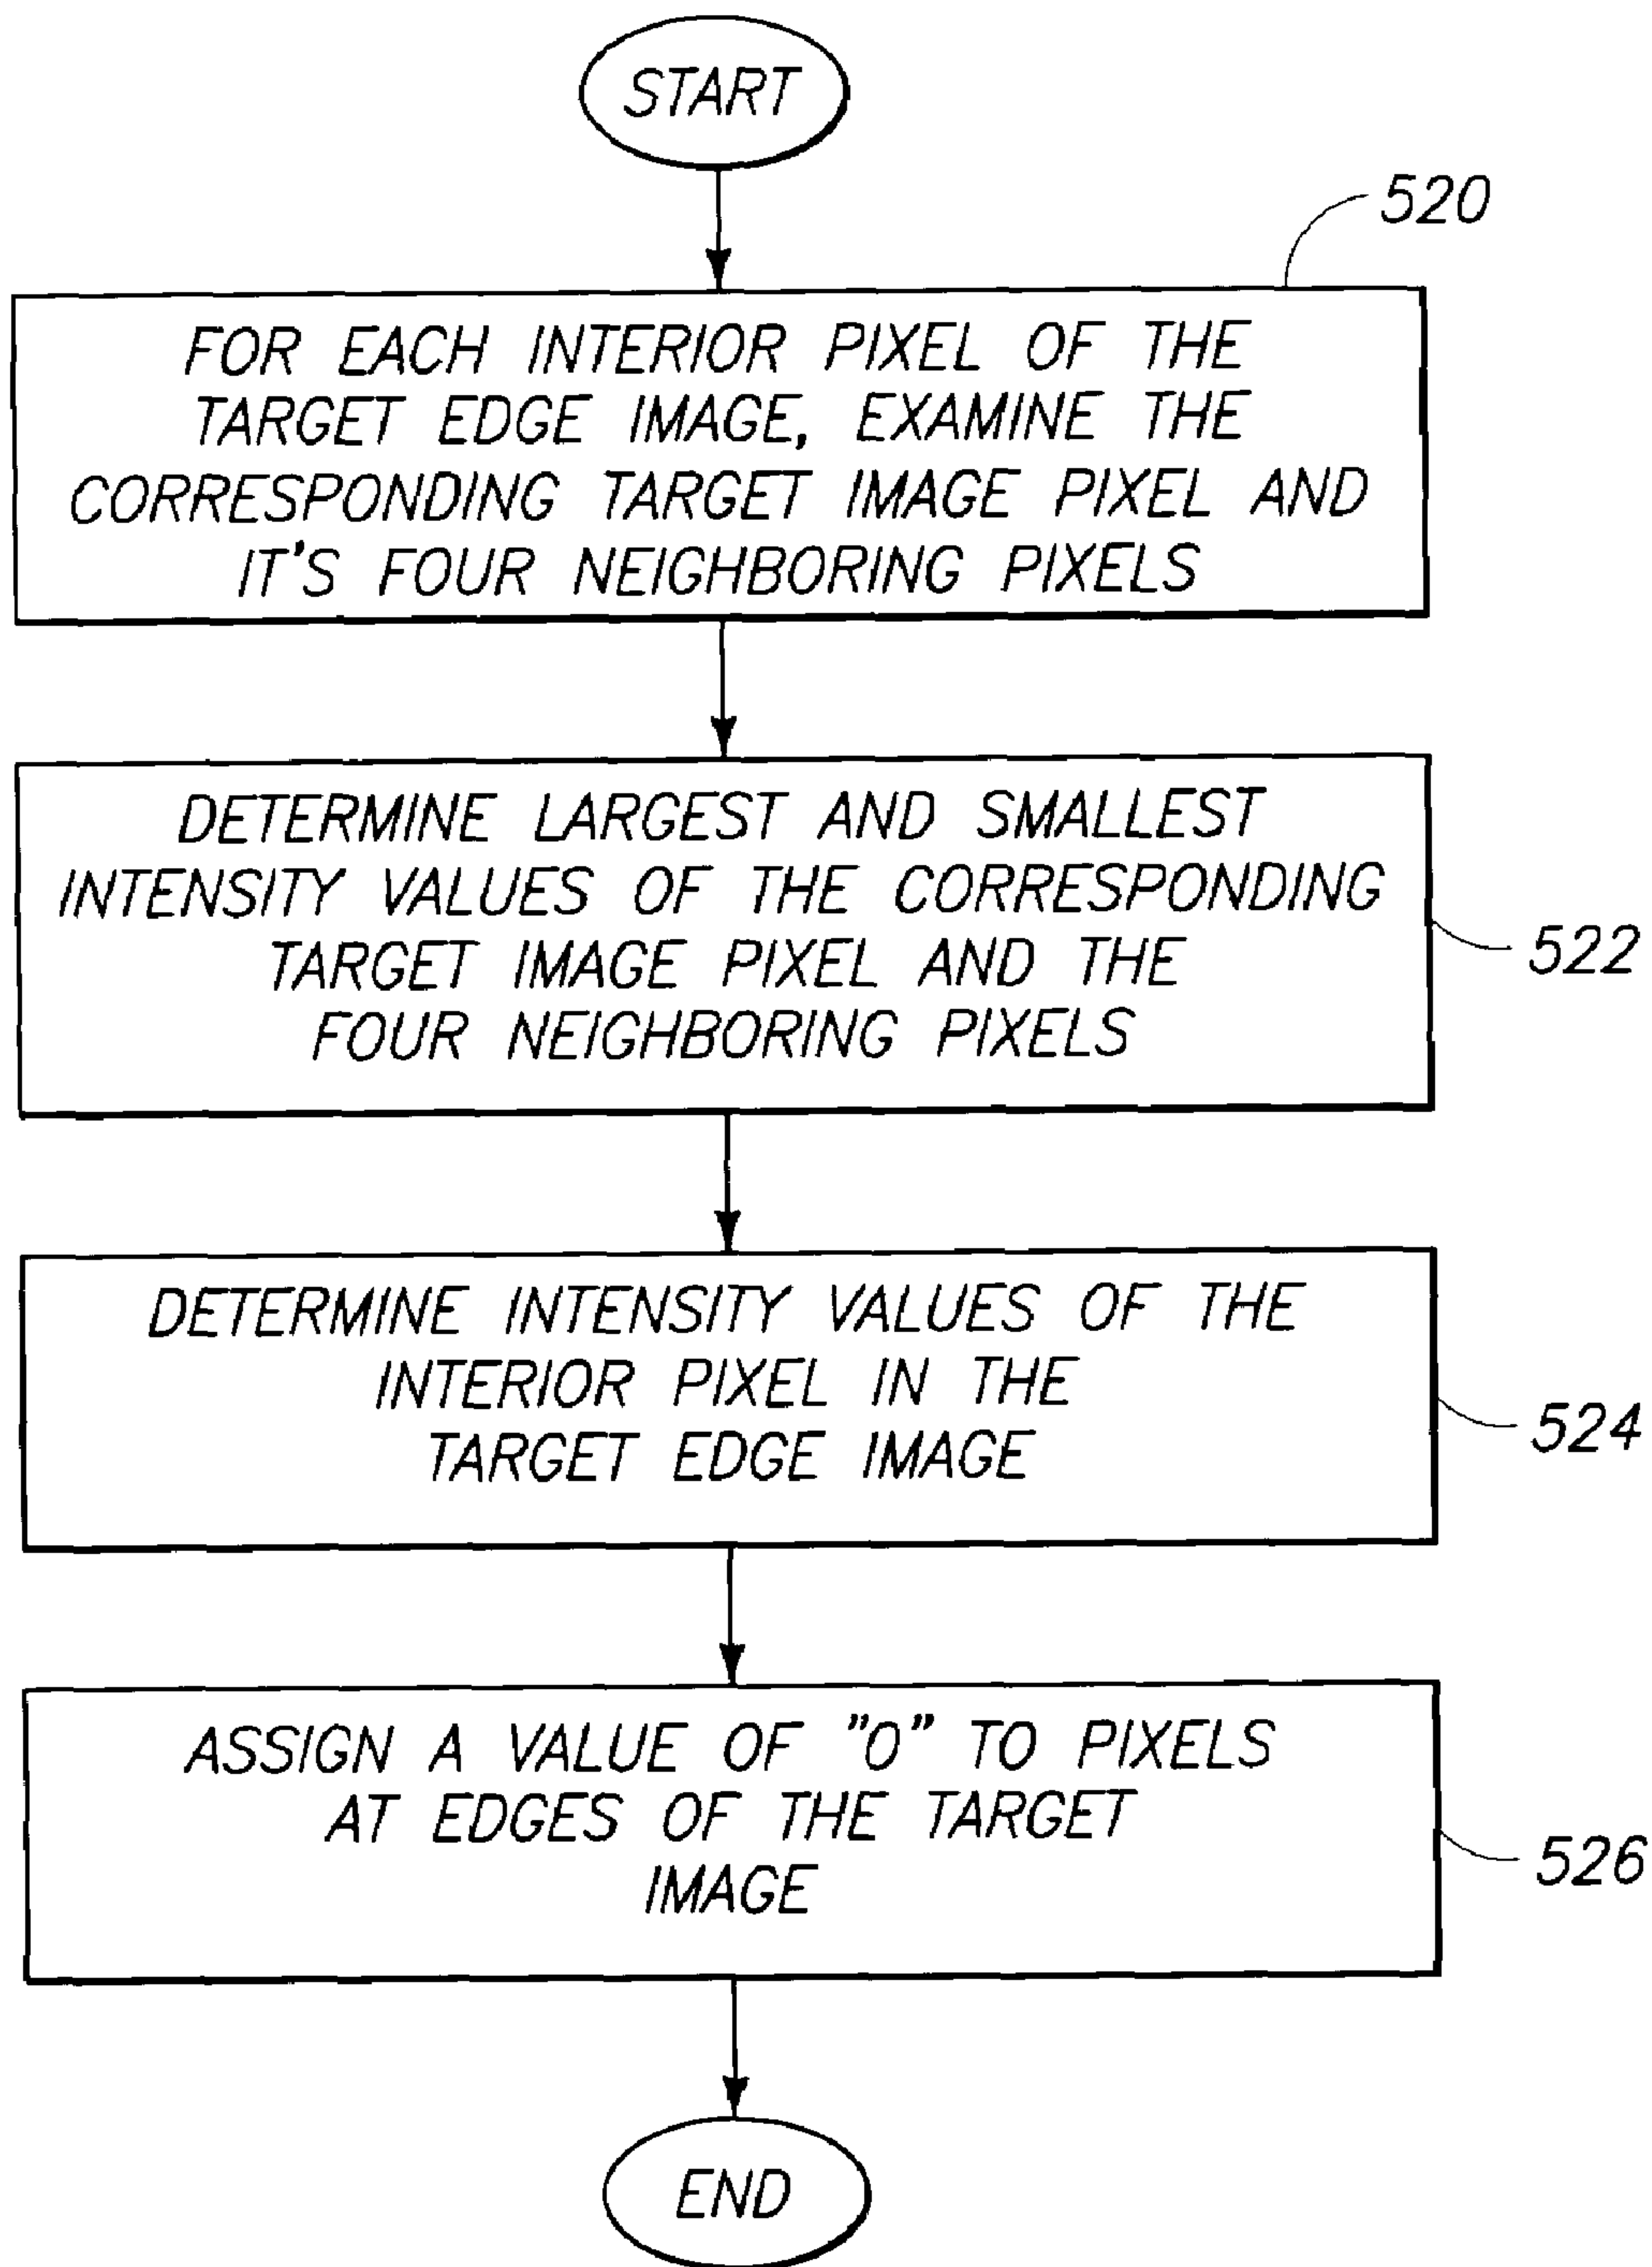 START
520
FOR EACH INTERIOR PIXEL OF THE
TARGET EDGE IMAGE, EXAMINE THE
CORRESPONDING TARGET IMAGE PIXEL AND
IT'S FOUR NEIGHBORING PIXELS
DETERMINE LARGEST AND SMALLEST
INTENSITY VALUES OF THE CORRESPONDING
TARGET IMAGE PIXEL AND THE
FOUR NEIGHBORING PIXELS
522
DETERMINE INTENSITY VALUES OF THE
INTERIOR PIXEL IN THE
TARGET EDGE IMAGE
524
ASSIGN A VALUE OF "0" TO PIXELS
AT EDGES OF THE TARGET
IMAGE
526
END